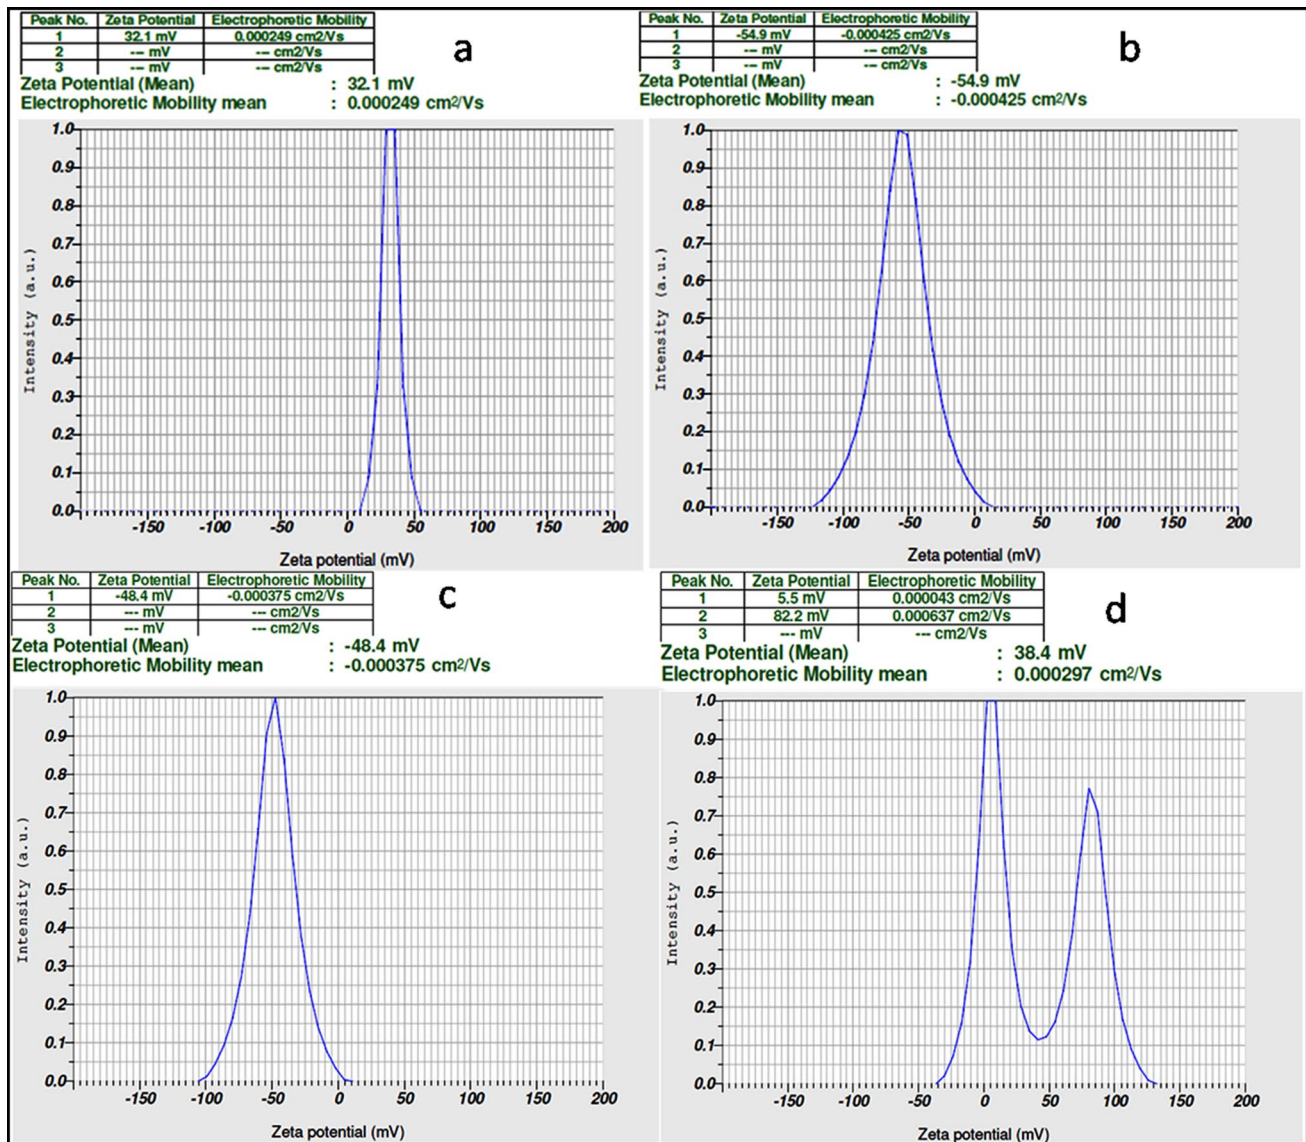 Peak No. Zeta Potential Electrophoretic Mobility
1 32.1 mV 0.000249 cm2/Vs
2 --- mV --- cm2/Vs
3 --- mV --- cm2/Vs
Zeta Potential (Mean) : 32.1 mV
Electrophoretic Mobility mean : 0.000249 cm²/Vs
a
1.0
0.9
0.8
0.7
0.6
0.5
0.4
0.3
0.2
0.1
0.0
Intensity (a.u.)
-150 -100 -50 0 50 100 150 200
Zeta potential (mV)
Peak No. Zeta Potential Electrophoretic Mobility
1 -54.9 mV -0.000425 cm2/Vs
2 --- mV --- cm2/Vs
3 --- mV --- cm2/Vs
Zeta Potential (Mean) : -54.9 mV
Electrophoretic Mobility mean : -0.000425 cm²/Vs
b
1.0
0.9
0.8
0.7
0.6
0.5
0.4
0.3
0.2
0.1
0.0
Intensity (a.u.)
-150 -100 -50 0 50 100 150 200
Zeta potential (mV)
Peak No. Zeta Potential Electrophoretic Mobility
1 -48.4 mV -0.000375 cm2/Vs
2 --- mV --- cm2/Vs
3 --- mV --- cm2/Vs
Zeta Potential (Mean) : -48.4 mV
Electrophoretic Mobility mean : -0.000375 cm²/Vs
c
1.0
0.9
0.8
0.7
0.6
0.5
0.4
0.3
0.2
0.1
0.0
Intensity (a.u.)
-100 -50 0 50 100 150 200
-150
Zeta potential (mV)
Peak No. Zeta Potential Electrophoretic Mobility
1 5.5 mV 0.000043 cm2/Vs
2 82.2 mV 0.000637 cm2/Vs
3 --- mV --- cm2/Vs
Zeta Potential (Mean) : 38.4 mV
Electrophoretic Mobility mean : 0.000297 cm²/Vs
d
1.0
0.9
0.8
0.7
0.6
0.5
0.4
0.3
0.2
0.1
0.0
Intensity (a.u.)
-150 -100 -50 0 50 100 150 200
Zeta potential (mV)